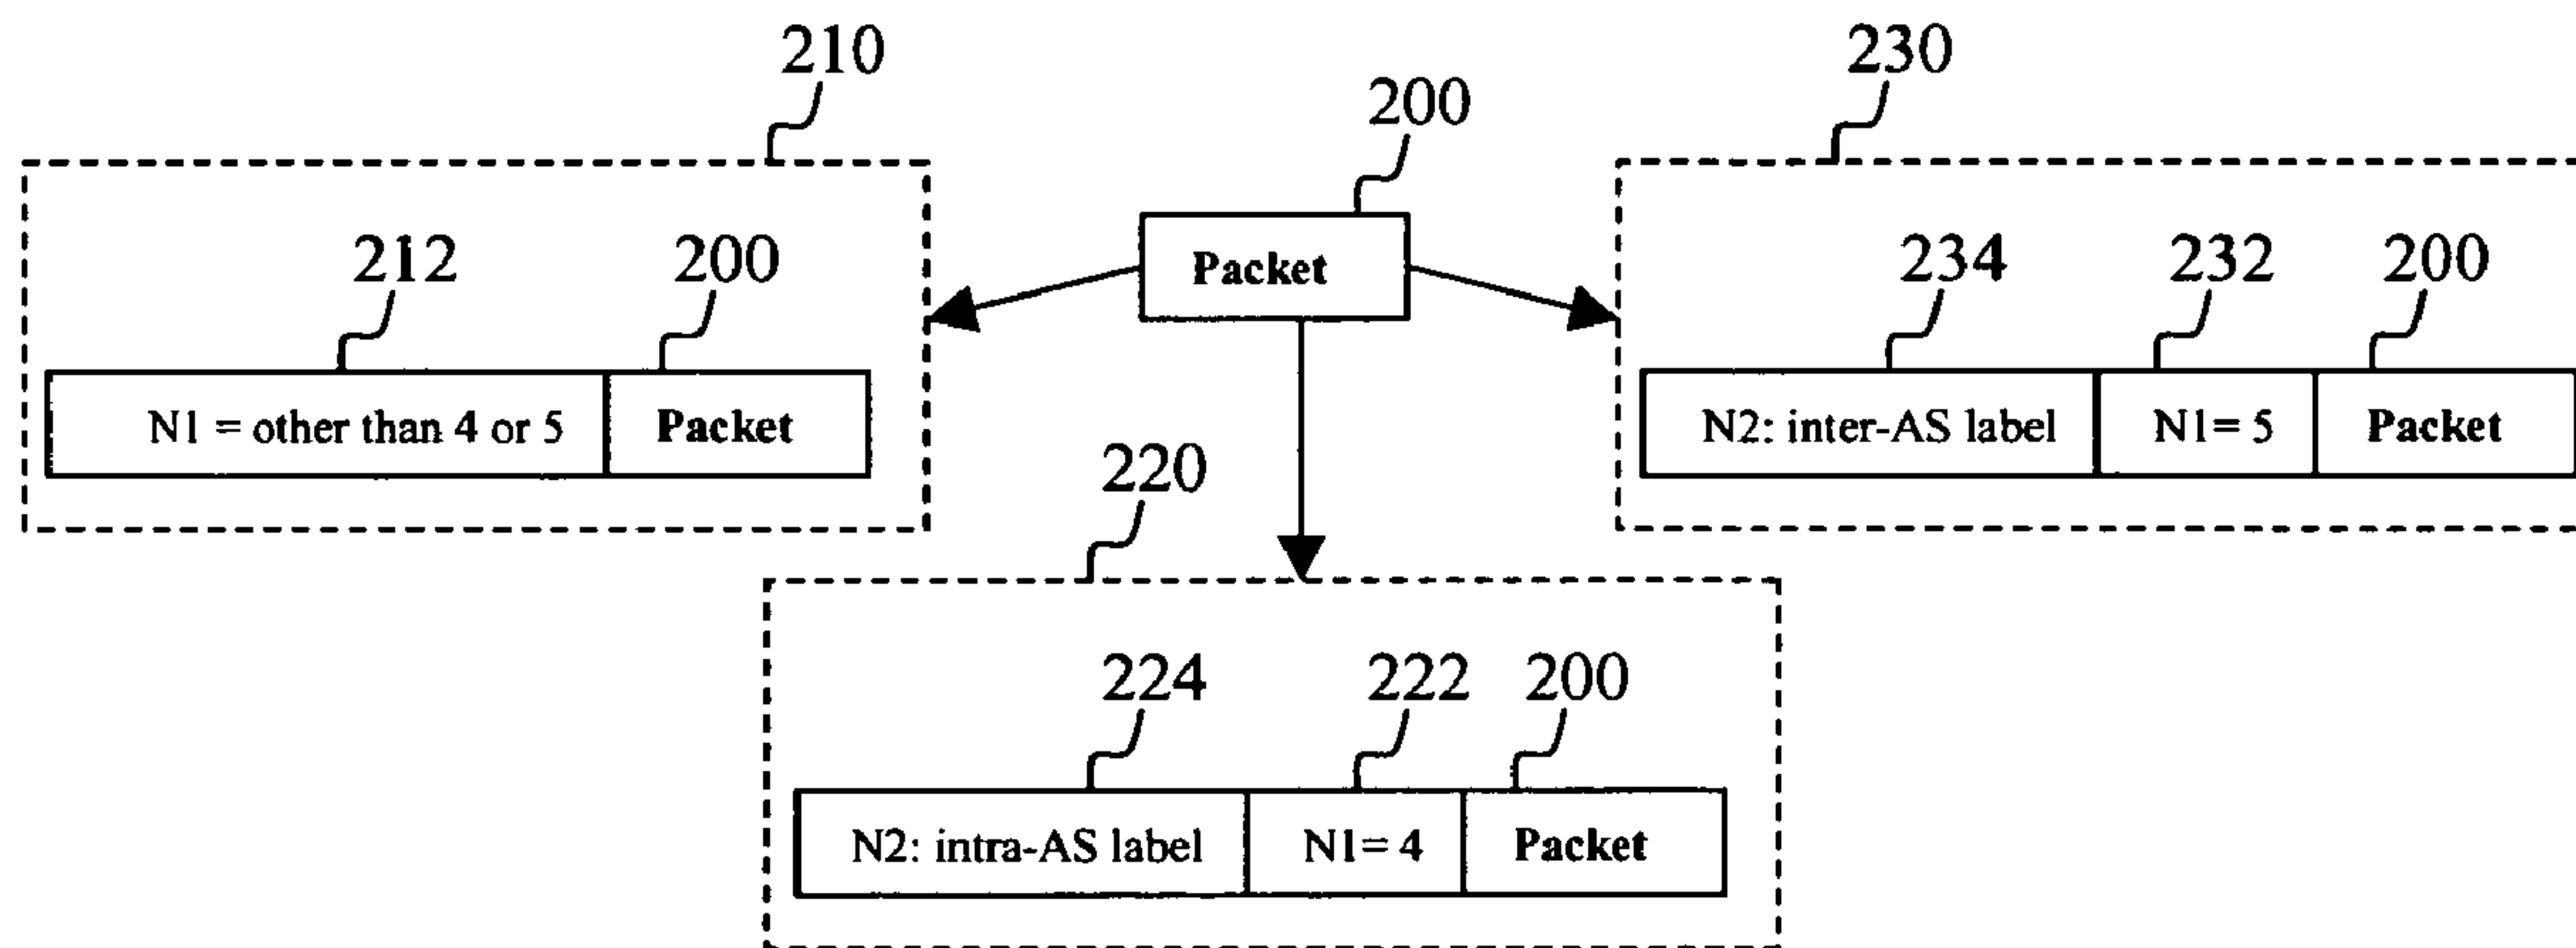 210
230
200
212 200
234 232 200
Packet
N1 = other than 4 or 5 Packet
N2: inter-AS label N1= 5 Packet
220
224 222 200
N2: intra-AS label N1= 4 Packet